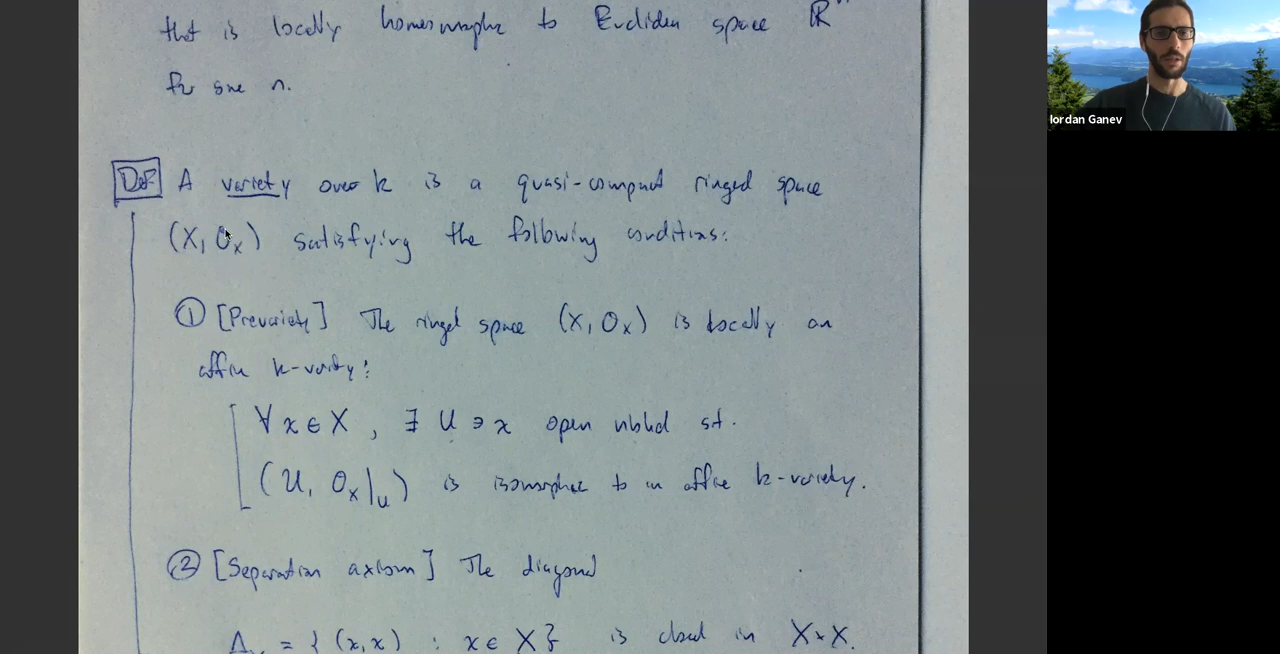 that is locally homeomorphic to Euclidean space ℝⁿ
for some n.
Def A variety over k is a quasi-compact ringed space
(X, O_X) satisfying the following conditions:
① [Prevariety] The ringed space (X, O_X) is locally an
affine k-variety:
∀ x ∈ X , ∃ U ∋ x open nbhd st.
(U, O_X|_U) is isomorphic to an affine k-variety.
② [Separation axiom] The diagonal
Δ_X = { (x,x) : x ∈ X } is closed in X×X.
Iordan Ganev